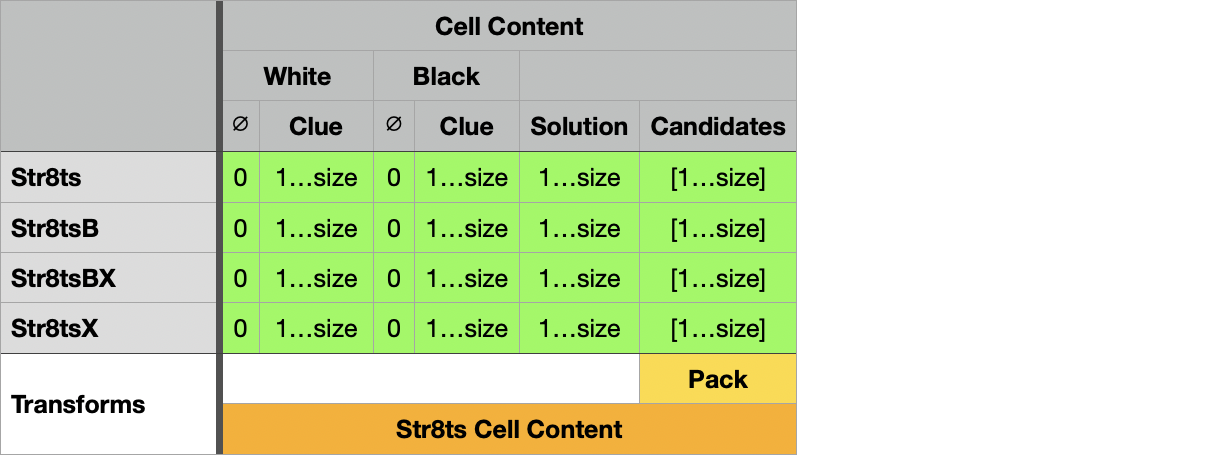 Cell Content
White Black
∅ Clue ∅ Clue Solution Candidates
Str8ts 0 1…size 0 1…size 1…size [1…size]
Str8tsB 0 1…size 0 1…size 1…size [1…size]
Str8tsBX 0 1…size 0 1…size 1…size [1…size]
Str8tsX 0 1…size 0 1…size 1…size [1…size]
Transforms
Pack
Str8ts Cell Content